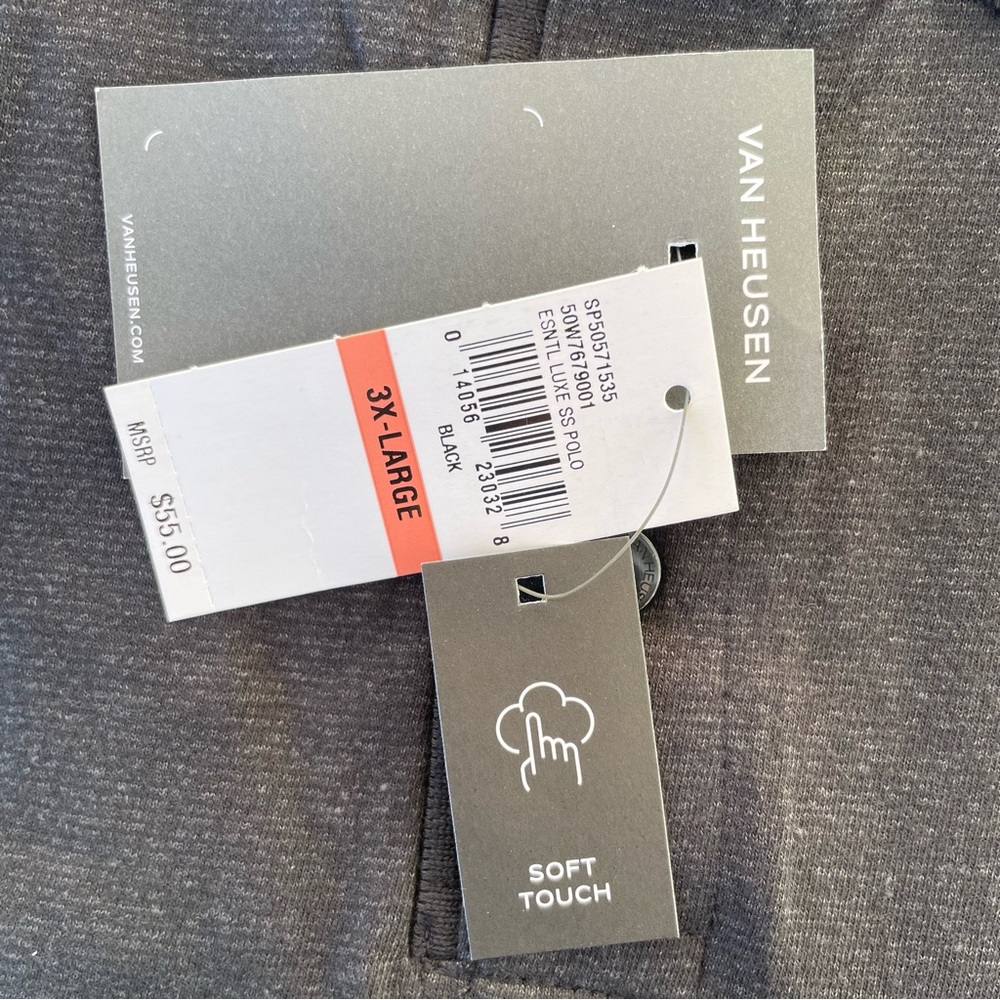 VAN HEUSEN
VANHEUSEN.COM
SP50571535
50W7679001
ESNTL LUXE SS POLO
0 14056 23032 8
BLACK
3X-LARGE
MSRP $55.00
SOFT
TOUCH